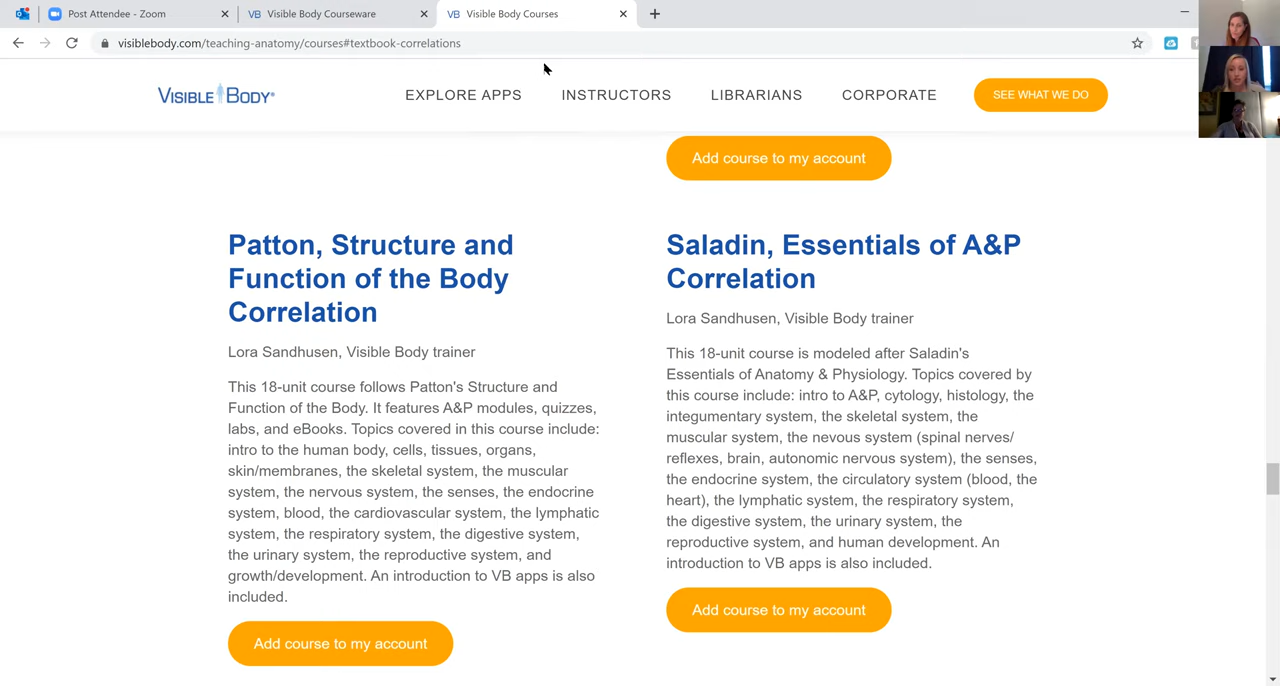 Post Attendee - Zoom
Visible Body Courseware
Visible Body Courses
visiblebody.com/teaching-anatomy/courses#textbook-correlations
VISIBLE BODY®
EXPLORE APPS
INSTRUCTORS
LIBRARIANS
CORPORATE
SEE WHAT WE DO
Add course to my account
Patton, Structure and
Function of the Body
Correlation
Lora Sandhusen, Visible Body trainer
This 18-unit course follows Patton's Structure and
Function of the Body. It features A&P modules, quizzes,
labs, and eBooks. Topics covered in this course include:
intro to the human body, cells, tissues, organs,
skin/membranes, the skeletal system, the muscular
system, the nervous system, the senses, the endocrine
system, blood, the cardiovascular system, the lymphatic
system, the respiratory system, the digestive system,
the urinary system, the reproductive system, and
growth/development. An introduction to VB apps is also
included.
Add course to my account
Saladin, Essentials of A&P
Correlation
Lora Sandhusen, Visible Body trainer
This 18-unit course is modeled after Saladin's
Essentials of Anatomy & Physiology. Topics covered by
this course include: intro to A&P, cytology, histology, the
integumentary system, the skeletal system, the
muscular system, the nevous system (spinal nerves/
reflexes, brain, autonomic nervous system), the senses,
the endocrine system, the circulatory system (blood, the
heart), the lymphatic system, the respiratory system,
the digestive system, the urinary system, the
reproductive system, and human development. An
introduction to VB apps is also included.
Add course to my account